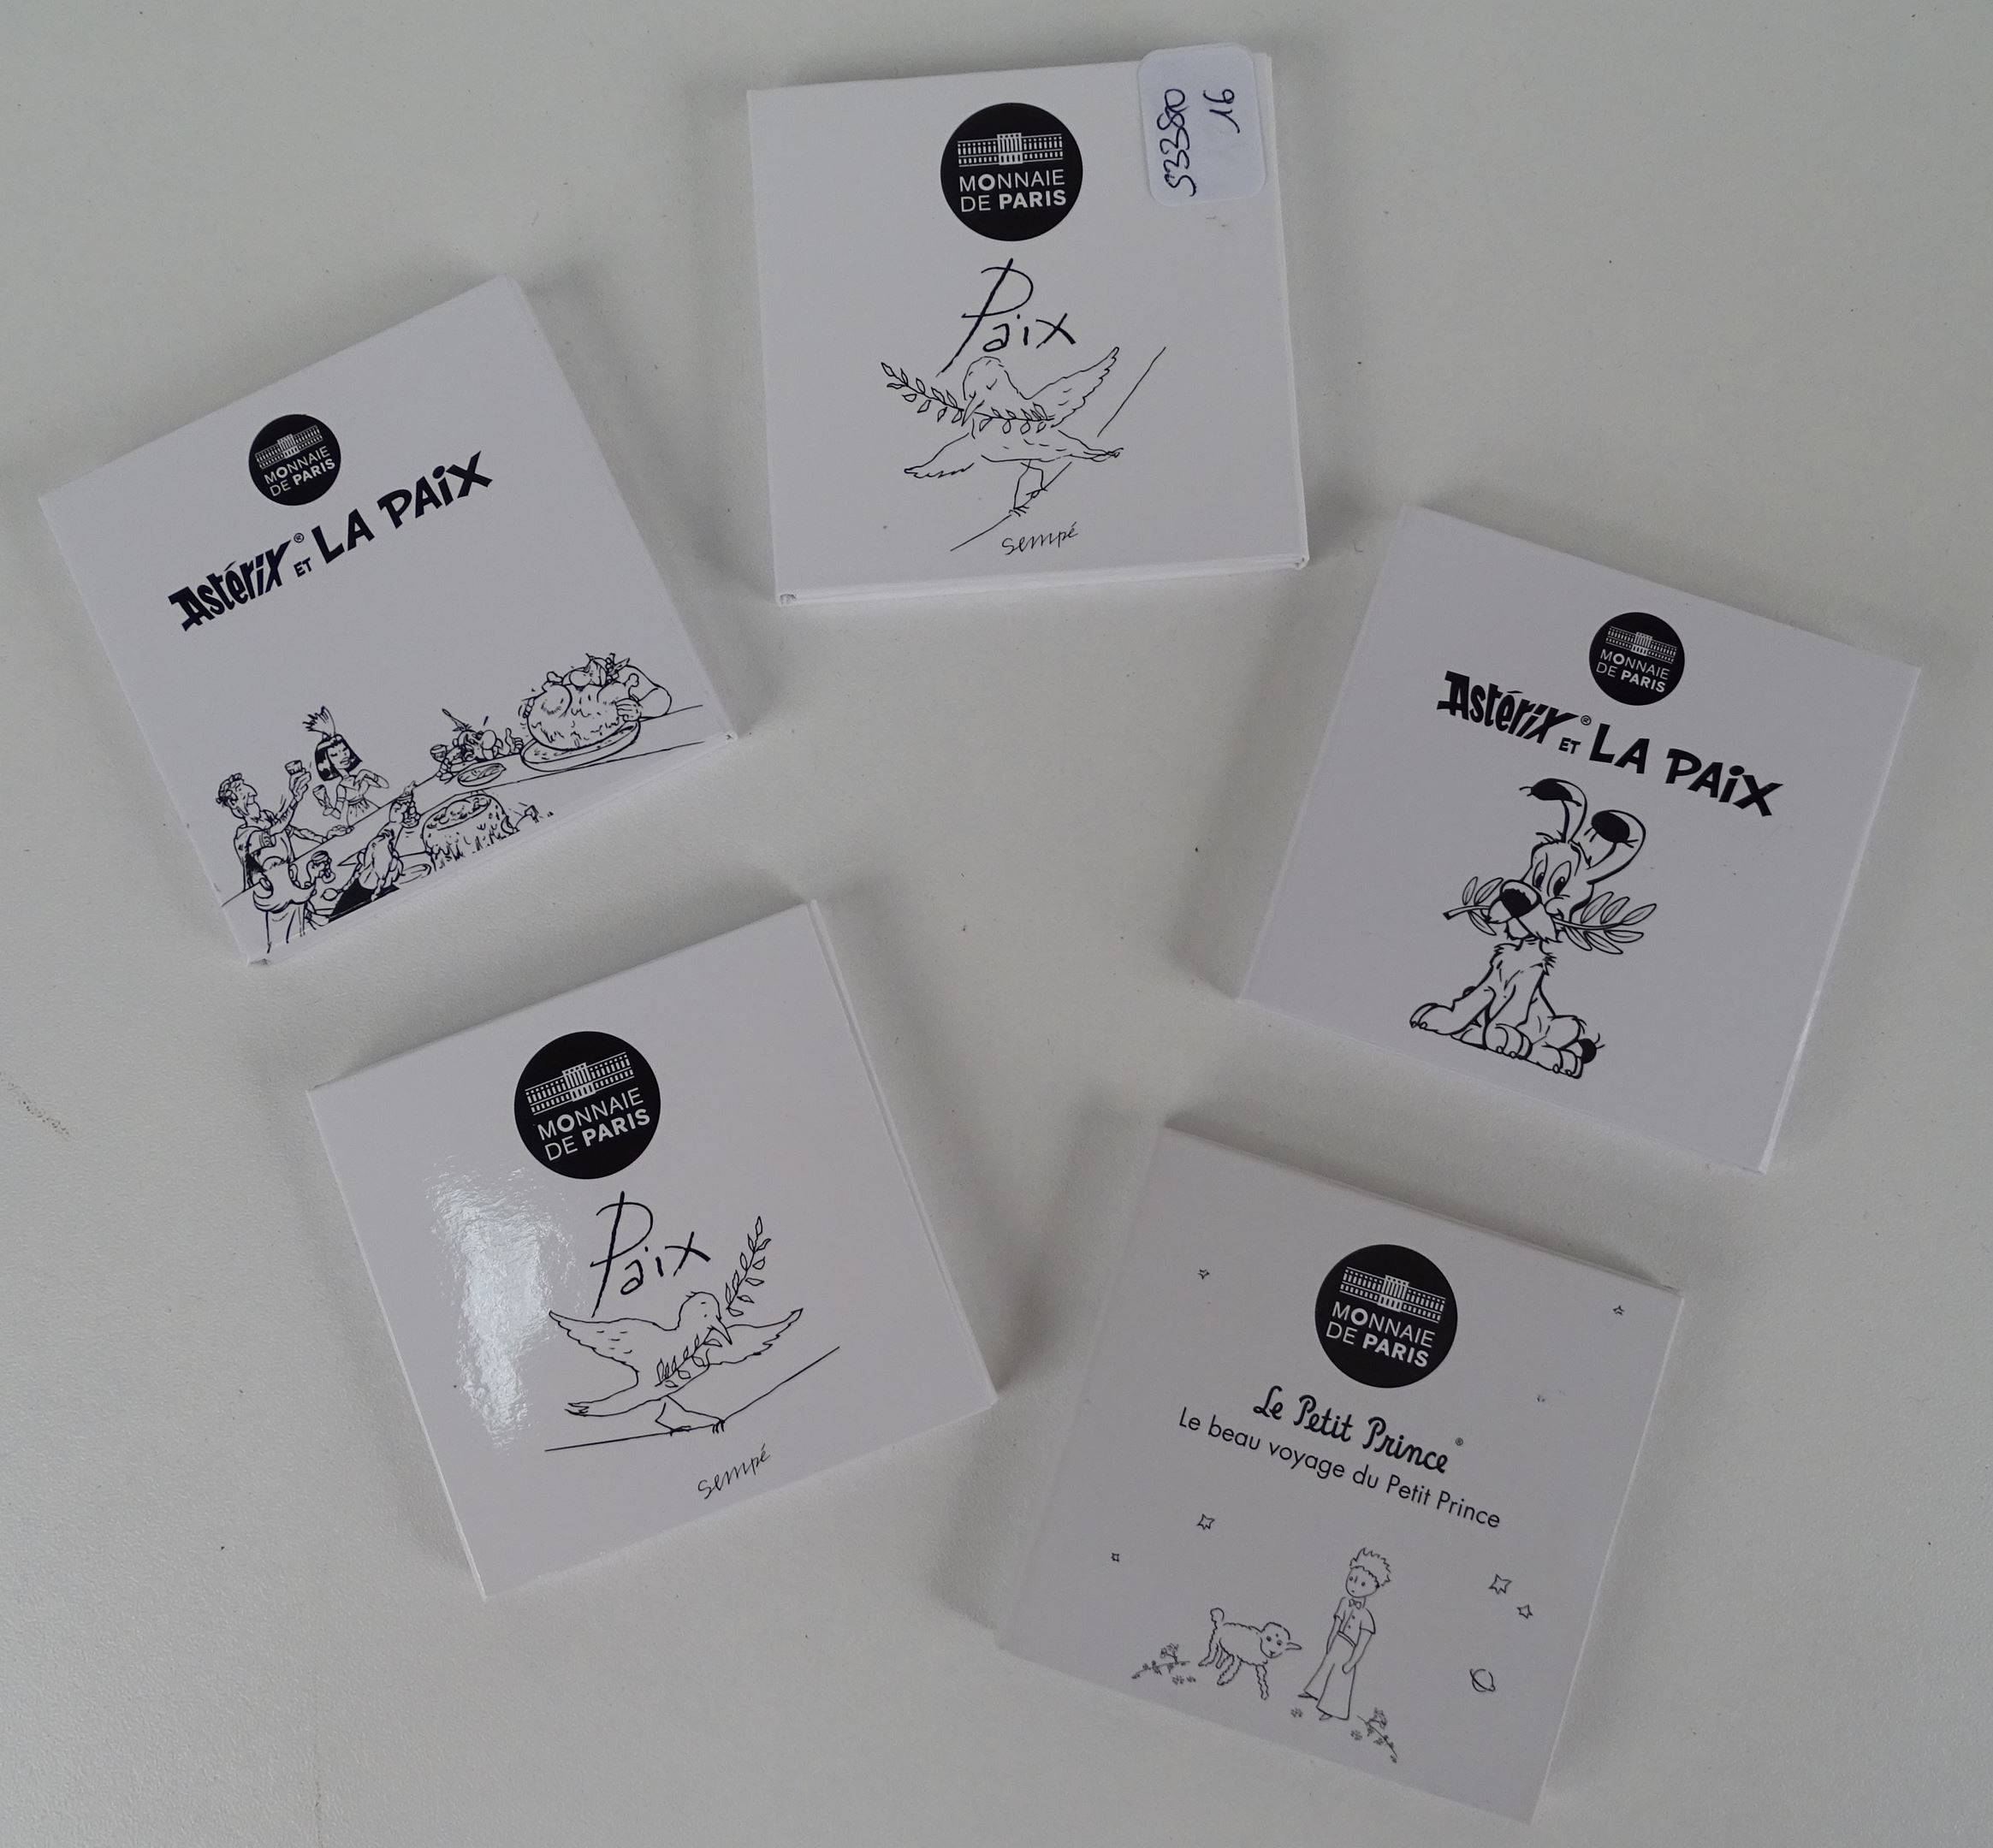 MONNAIE
DE PARIS
Paix
sempé
53380
16
MONNAIE
DE PARIS
Astérix® ET LA PAiX
MONNAIE
DE PARIS
Astérix® ET LA PAiX
MONNAIE
DE PARIS
Paix
sempé
MONNAIE
DE PARIS
Le Petit Prince®
Le beau voyage du Petit Prince